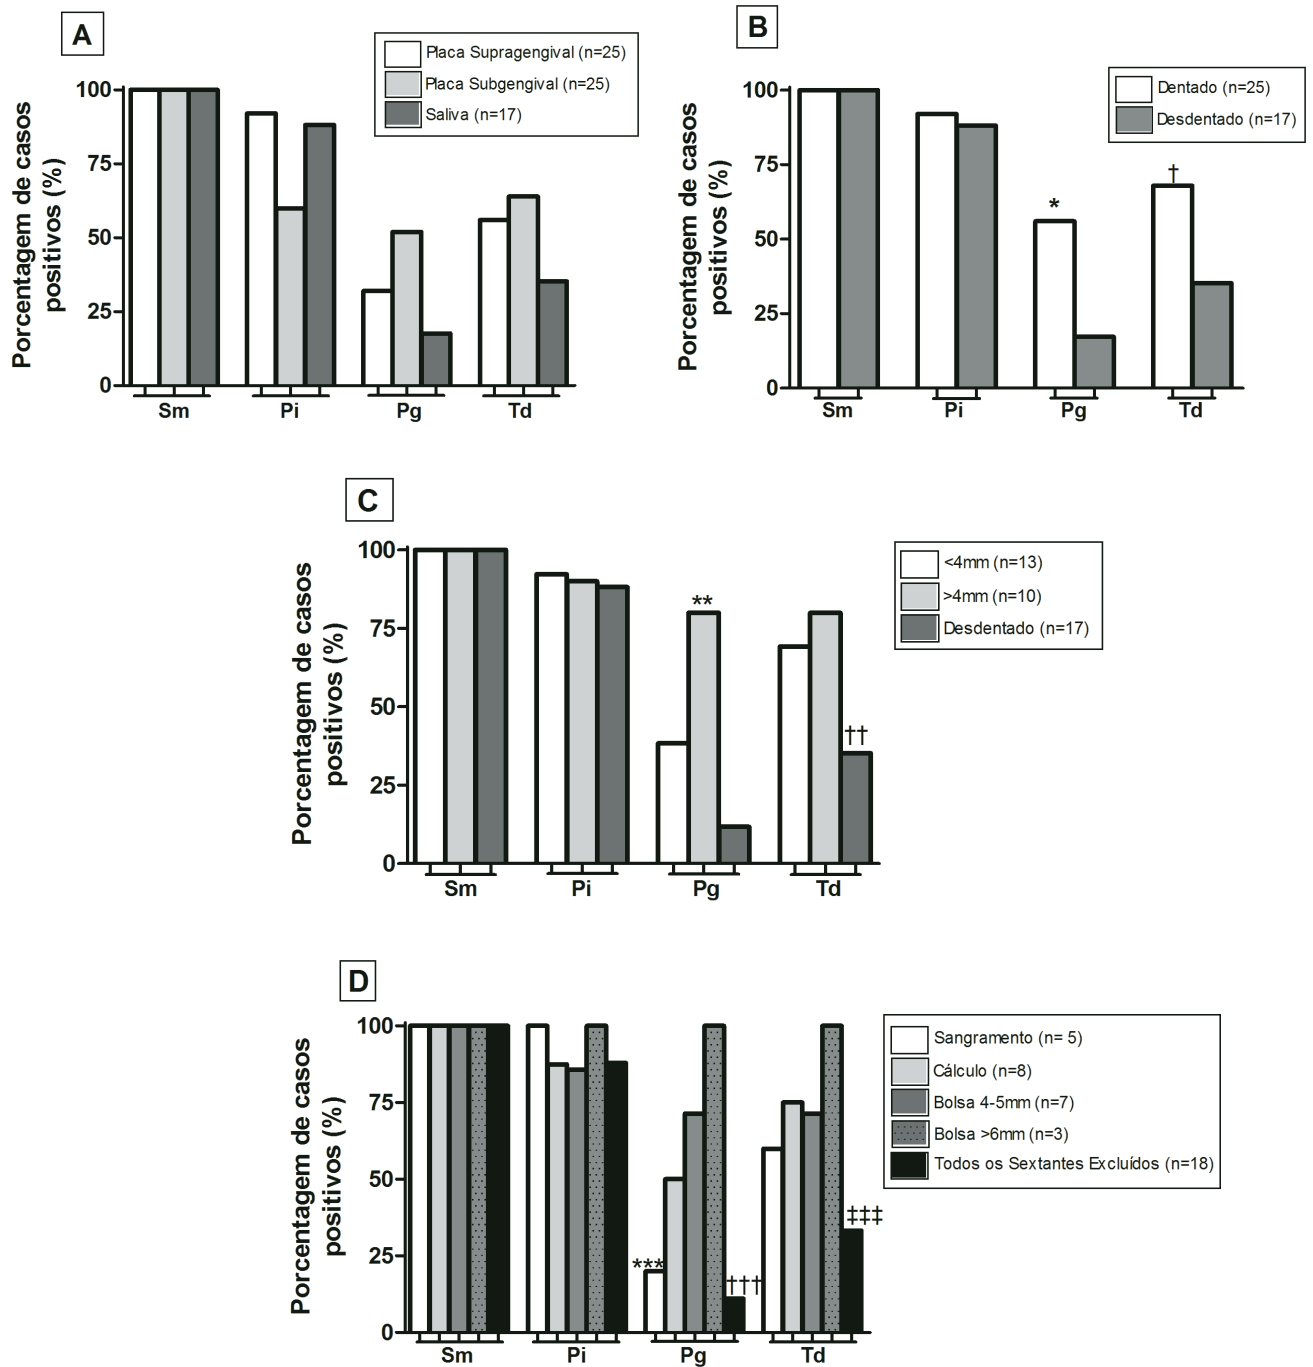 A
Porcentagem de casos
positivos (%)
100
75
50
25
0
Sm Pi Pg Td
Placa Supragengival (n=25)
Placa Subgengival (n=25)
Saliva (n=17)
B
Porcentagem de casos
positivos (%)
100
75
50
25
0
* †
Sm Pi Pg Td
Dentado (n=25)
Desdentado (n=17)
C
Porcentagem de casos
positivos (%)
100
75
50
25
0
** ††
Sm Pi Pg Td
<4mm (n=13)
>4mm (n=10)
Desdentado (n=17)
D
Porcentagem de casos
positivos (%)
100
75
50
25
0
*** ††† ‡‡‡
Sm Pi Pg Td
Sangramento (n= 5)
Cálculo (n=8)
Bolsa 4-5mm (n=7)
Bolsa >6mm (n=3)
Todos os Sextantes Excluídos (n=18)